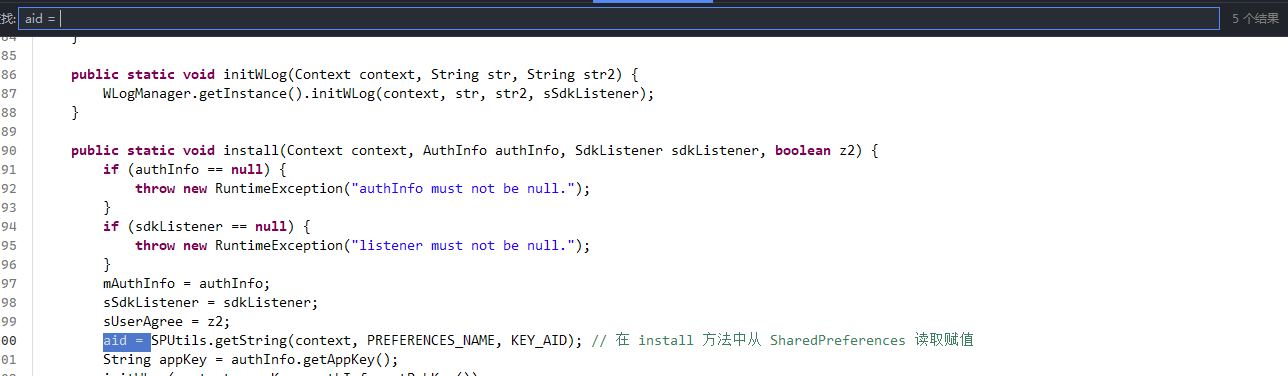 找: aid =
5 个结果
84 }
85
86 public static void initWLog(Context context, String str, String str2) {
87 WLogManager.getInstance().initWLog(context, str, str2, sSdkListener);
88 }
89
90 public static void install(Context context, AuthInfo authInfo, SdkListener sdkListener, boolean z2) {
91 if (authInfo == null) {
92 throw new RuntimeException("authInfo must not be null.");
93 }
94 if (sdkListener == null) {
95 throw new RuntimeException("listener must not be null.");
96 }
97 mAuthInfo = authInfo;
98 sSdkListener = sdkListener;
99 sUserAgree = z2;
00 aid = SPUtils.getString(context, PREFERENCES_NAME, KEY_AID); // 在 install 方法中从 SharedPreferences 读取赋值
01 String appKey = authInfo.getAppKey();